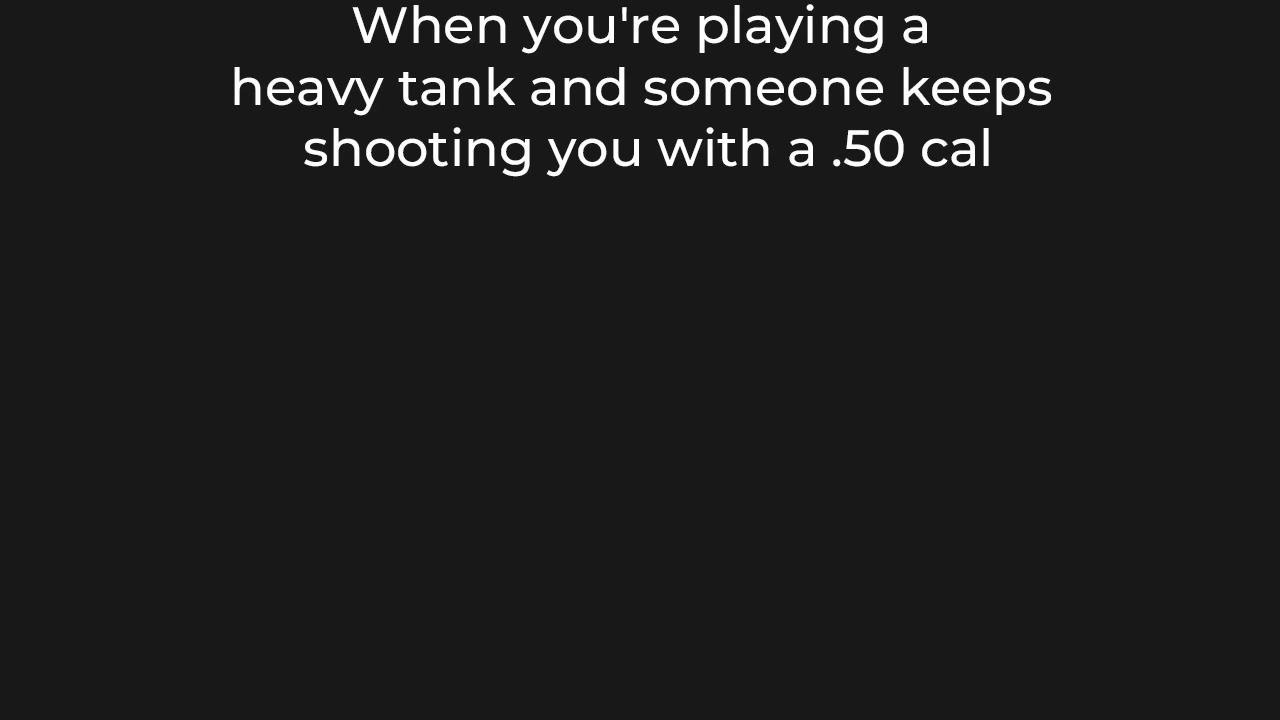 When you're playing a
heavy tank and someone keeps
shooting you with a .50 cal